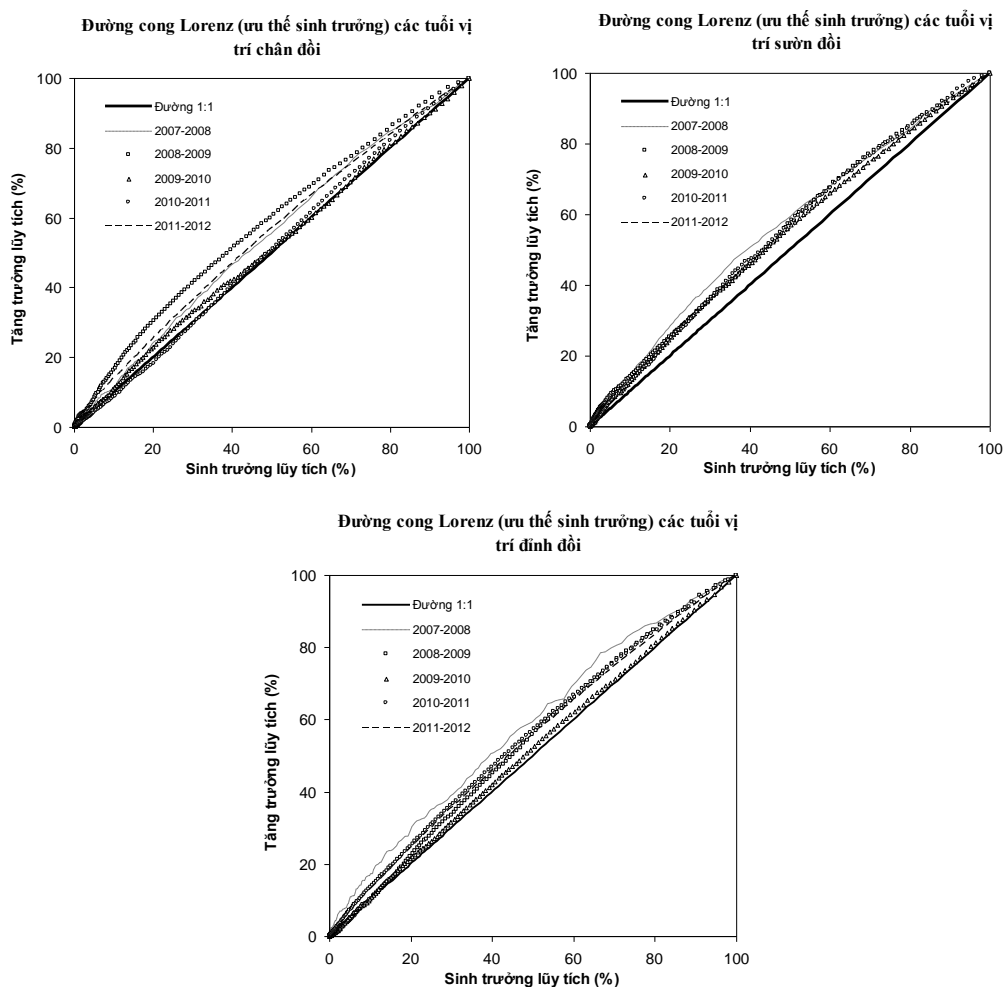 Đường cong Lorenz (ưu thế sinh trưởng) các tuổi vị
trí chân đồi
100
80
60
40
20
0
Tăng trưởng lũy tích (%)
Đường 1:1
2007-2008
2008-2009
2009-2010
2010-2011
2011-2012
0 20 40 60 80 100
Sinh trưởng lũy tích (%)
Đường cong Lorenz (ưu thế sinh trưởng) các tuổi vị
trí sườn đồi
100
80
60
40
20
0
Tăng trưởng lũy tích (%)
Đường 1:1
2007-2008
2008-2009
2009-2010
2010-2011
2011-2012
0 20 40 60 80 100
Sinh trưởng lũy tích (%)
Đường cong Lorenz (ưu thế sinh trưởng) các tuổi vị
trí đỉnh đồi
100
80
60
40
20
0
Tăng trưởng lũy tích (%)
Đường 1:1
2007-2008
2008-2009
2009-2010
2010-2011
2011-2012
0 20 40 60 80 100
Sinh trưởng lũy tích (%)